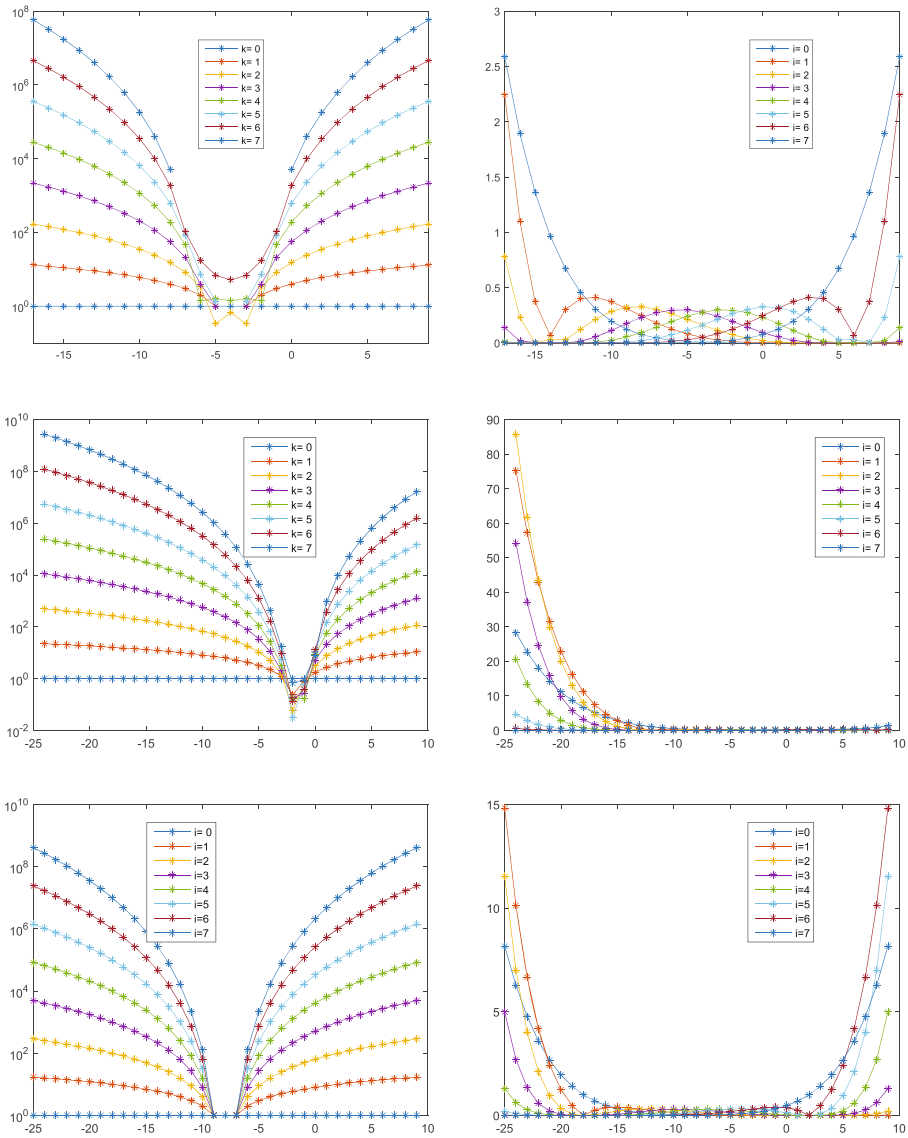 10^8
10^6
10^4
10^2
10^0
-15 -10 -5 0 5
k= 0
k= 1
k= 2
k= 3
k= 4
k= 5
k= 6
k= 7
3
2.5
2
1.5
1
0.5
0
-15 -10 -5 0 5
i= 0
i= 1
i= 2
i= 3
i= 4
i= 5
i= 6
i= 7
10^10
10^8
10^6
10^4
10^2
10^0
10^-2
-25 -20 -15 -10 -5 0 5 10
k= 0
k= 1
k= 2
k= 3
k= 4
k= 5
k= 6
k= 7
90
80
70
60
50
40
30
20
10
0
-25 -20 -15 -10 -5 0 5 10
i= 0
i= 1
i= 2
i= 3
i= 4
i= 5
i= 6
i= 7
10^10
10^8
10^6
10^4
10^2
10^0
-25 -20 -15 -10 -5 0 5 10
i= 0
i=1
i=2
i=3
i=4
i=5
i=6
i=7
15
10
5
0
-25 -20 -15 -10 -5 0 5 10
i=0
i=1
i=2
i=3
i=4
i=5
i=6
i=7